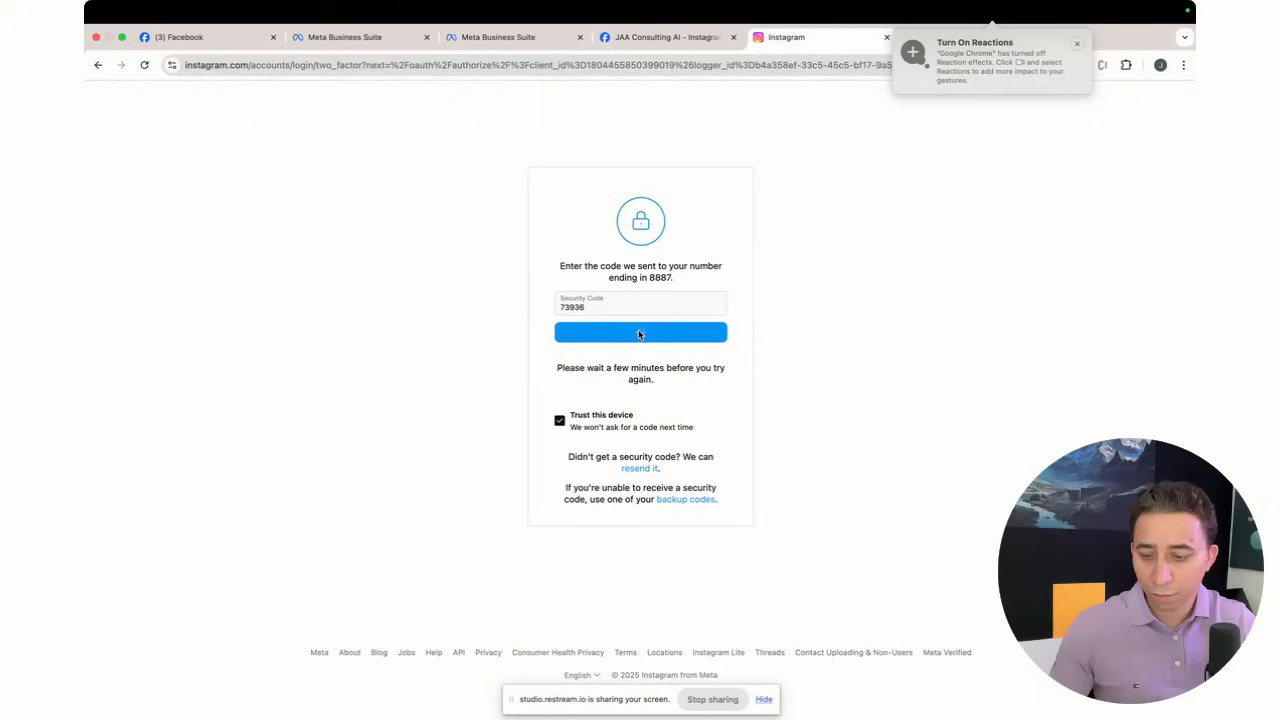 (3) Facebook
Meta Business Suite
Meta Business Suite
JAA Consulting AI - Instagra
Instagram
Turn On Reactions
"Google Chrome" has turned off
Reaction effects. Click and select
Reactions to add more impact to your
gestures.
instagram.com/accounts/login/two_factor?next=%2Foauth%2Fauthorize%2F%3Fclient_id%3D1804455850399019%26logger_id%3Db4a358ef-33c5-45c5-bf17-9a5
J
Enter the code we sent to your number
ending in 8887.
Security Code
73936
Please wait a few minutes before you try
again.
Trust this device
We won't ask for a code next time
Didn't get a security code? We can
resend it.
If you're unable to receive a security
code, use one of your backup codes.
Meta About Blog Jobs Help API Privacy Consumer Health Privacy Terms Locations Instagram Lite Threads Contact Uploading & Non-Users Meta Verified
English © 2025 Instagram from Meta
studio.restream.io is sharing your screen. Stop sharing Hide